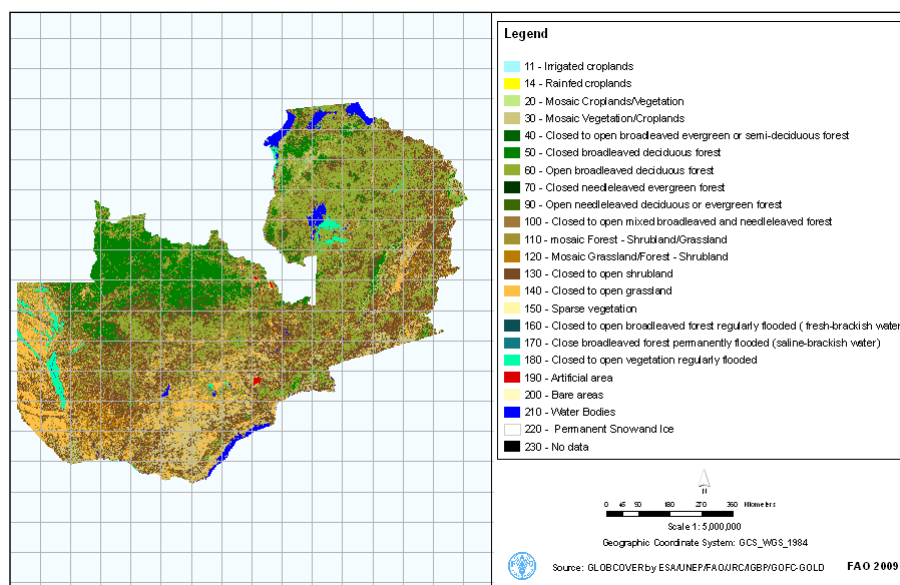 Legend
11 - Irrigated croplands
14 - Rainfed croplands
20 - Mosaic Croplands/Vegetation
30 - Mosaic Vegetation/Croplands
40 - Closed to open broadleaved evergreen or semi-deciduous forest
50 - Closed broadleaved deciduous forest
60 - Open broadleaved deciduous forest
70 - Closed needleleaved evergreen forest
90 - Open needleleaved deciduous or evergreen forest
100 - Closed to open mixed broadleaved and needleleaved forest
110 - mosaic Forest - Shrubland/Grassland
120 - Mosaic Grassland/Forest - Shrubland
130 - Closed to open shrubland
140 - Closed to open grassland
150 - Sparse vegetation
160 - Closed to open broadleaved forest regularly flooded ( fresh-brackish water
170 - Close broadleaved forest permanently flooded (saline-brackish water)
180 - Closed to open vegetation regularly flooded
190 - Artificial area
200 - Bare areas
210 - Water Bodies
220 - Permanent Snowand Ice
230 - No data
0 45 90 180 270 360 Kilometers
Scale 1: 5,000,000
Geographic Coordinate System: GCS_WGS_1984
Source: GLOBCOVER by ESA/UNEP/FAO/JRC/IGBP/GOFC-GOLD FAO 2009